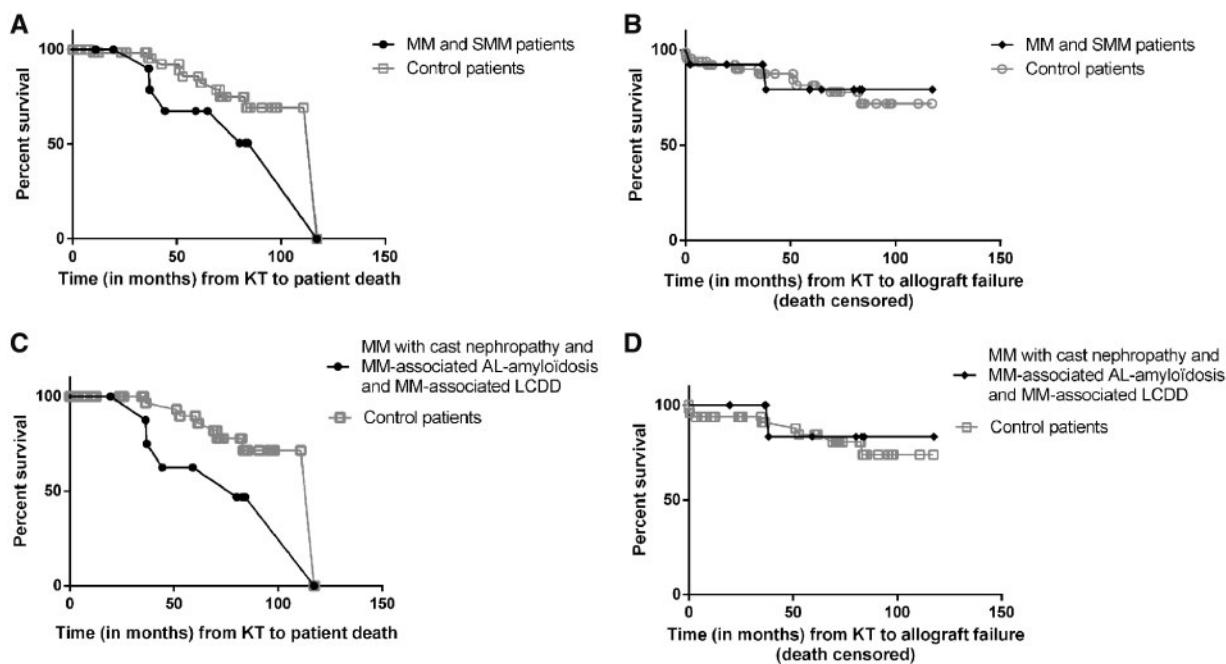 A
100
50
0
Percent survival
0 50 100 150
Time (in months) from KT to patient death
MM and SMM patients
Control patients
B
100
50
0
Percent survival
0 50 100 150
Time (in months) from KT to allograft failure
(death censored)
MM and SMM patients
Control patients
C
100
50
0
Percent survival
0 50 100 150
Time (in months) from KT to patient death
MM with cast nephropathy and
MM-associated AL-amyloïdosis
and MM-associated LCDD
Control patients
D
100
50
0
Percent survival
0 50 100 150
Time (in months) from KT to allograft failure
(death censored)
MM with cast nephropathy and
MM-associated AL-amyloïdosis
and MM-associated LCDD
Control patients